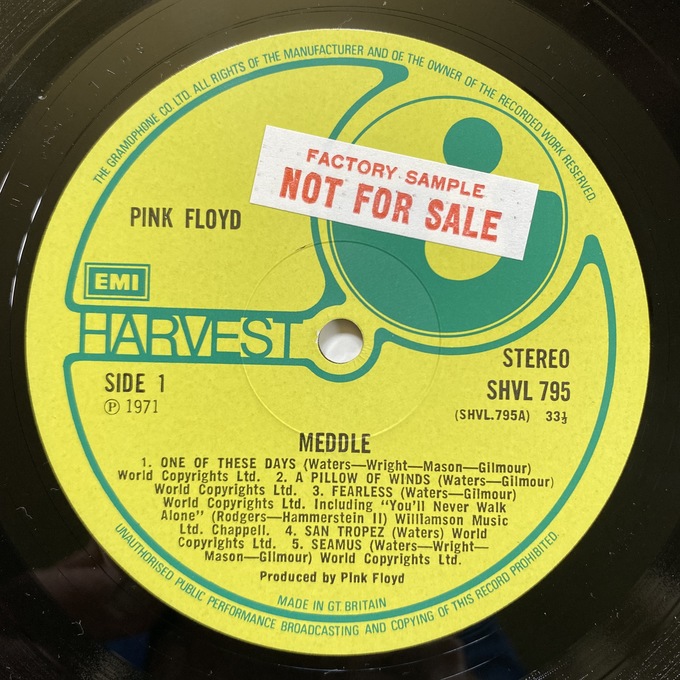 THE GRAMOPHONE CO. LTD. ALL RIGHTS OF THE MANUFACTURER AND OF THE OWNER OF THE RECORDED WORK RESERVED.
FACTORY SAMPLE
NOT FOR SALE
PINK FLOYD
EMI
HARVEST
STEREO
SIDE 1
SHVL 795
℗ 1971
(SHVL.795A) 33⅓
MEDDLE
1. ONE OF THESE DAYS (Waters—Wright—Mason—Gilmour)
World Copyrights Ltd. 2. A PILLOW OF WINDS (Waters—Gilmour)
World Copyrights Ltd. 3. FEARLESS (Waters—Gilmour)
World Copyrights Ltd. Including "You'll Never Walk
Alone" (Rodgers—Hammerstein II) Williamson Music
Ltd. Chappell. 4. SAN TROPEZ (Waters) World
Copyrights Ltd. 5. SEAMUS (Waters—Wright—
Mason—Gilmour) World Copyrights Ltd.
Produced by Pink Floyd
MADE IN GT. BRITAIN
UNAUTHORISED PUBLIC PERFORMANCE BROADCASTING AND COPYING OF THIS RECORD PROHIBITED.